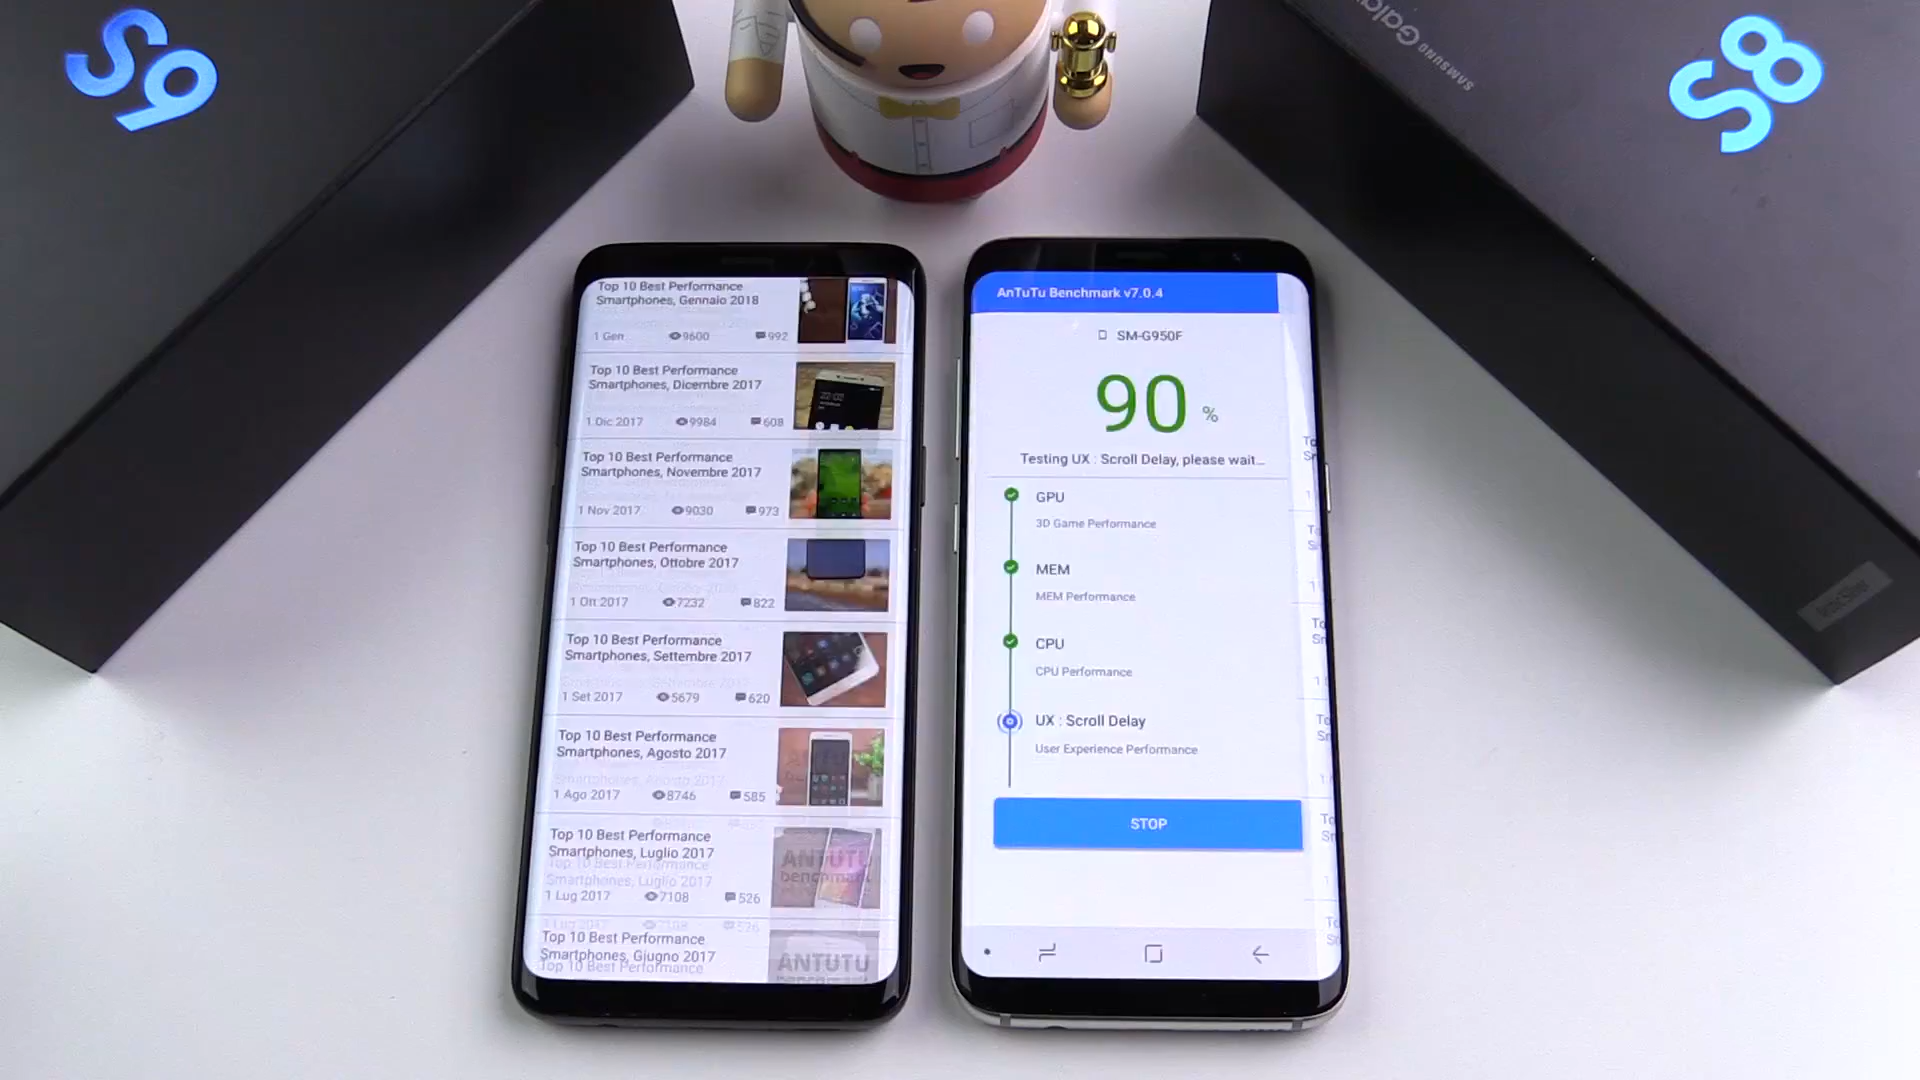 S9
SAMSUNG Galaxy
S8
Arctic Silver
Top 10 Best Performance
Smartphones, Gennaio 2018
1 Gen
9600
992
Top 10 Best Performance
Smartphones, Dicembre 2017
1 Dic 2017
9984
608
Top 10 Best Performance
Smartphones, Novembre 2017
1 Nov 2017
9030
973
Top 10 Best Performance
Smartphones, Ottobre 2017
1 Ott 2017
7232
822
Top 10 Best Performance
Smartphones, Settembre 2017
1 Set 2017
5679
620
Top 10 Best Performance
Smartphones, Agosto 2017
1 Ago 2017
8746
585
Top 10 Best Performance
Smartphones, Luglio 2017
1 Lug 2017
7108
526
ANTUTU
benchmark
Top 10 Best Performance
Smartphones, Giugno 2017
ANTUTU
AnTuTu Benchmark v7.0.4
SM-G950F
90 %
Testing UX : Scroll Delay, please wait...
GPU
3D Game Performance
MEM
MEM Performance
CPU
CPU Performance
UX : Scroll Delay
User Experience Performance
STOP